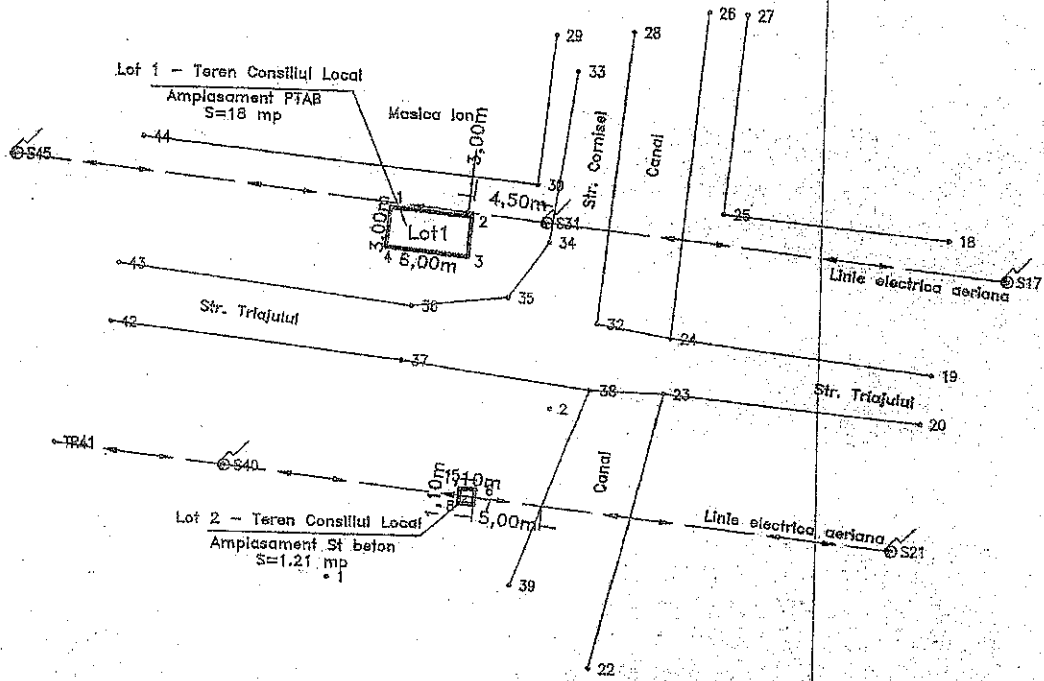 26
27
29
28
33
Lot 1 - Teren Consiliul Local
Amplasament PTAB
S=18 mp
Masica Ion
3,00m
44
S45
30
Str. Cornisei
Canal
1
2
4,50m
S31
25
18
3,00m
Lot1
34
4
6,00m
3
43
Linie electrica aeriana
S17
35
36
Str. Triajului
42
32
24
37
19
38
23
Str. Triajului
20
2
TR41
S40
Canal
1,10m
5,00m
Lot 2 - Teren Consiliul Local
Amplasament St beton
S=1.21 mp
1
Linie electrica aeriana
S21
39
22